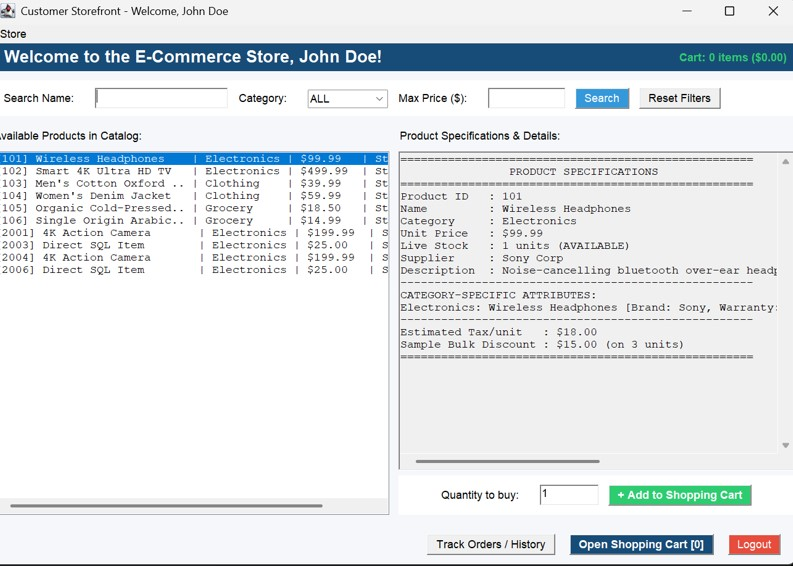 Customer Storefront - Welcome, John Doe
Store
Welcome to the E-Commerce Store, John Doe!
Cart: 0 items ($0.00)
Search Name:
Category:
ALL
Max Price ($):
Search
Reset Filters
vailable Products in Catalog:
101] Wireless Headphones | Electronics | $99.99 | St
102] Smart 4K Ultra HD TV | Electronics | $499.99 | St
103] Men's Cotton Oxford .. | Clothing | $39.99 | St
104] Women's Denim Jacket | Clothing | $59.99 | St
105] Organic Cold-Pressed.. | Grocery | $18.50 | St
106] Single Origin Arabic.. | Grocery | $14.99 | St
2001] 4K Action Camera | Electronics | $199.99 | S
2003] Direct SQL Item | Electronics | $25.00 | S
2004] 4K Action Camera | Electronics | $199.99 | S
2006] Direct SQL Item | Electronics | $25.00 | S
Product Specifications & Details:
====================================================
PRODUCT SPECIFICATIONS
====================================================
Product ID : 101
Name : Wireless Headphones
Category : Electronics
Unit Price : $99.99
Live Stock : 1 units (AVAILABLE)
Supplier : Sony Corp
Description : Noise-cancelling bluetooth over-ear headp
----------------------------------------------------
CATEGORY-SPECIFIC ATTRIBUTES:
Electronics: Wireless Headphones [Brand: Sony, Warranty:
----------------------------------------------------
Estimated Tax/unit : $18.00
Sample Bulk Discount : $15.00 (on 3 units)
====================================================
Quantity to buy:
1
+ Add to Shopping Cart
Track Orders / History
Open Shopping Cart [0]
Logout